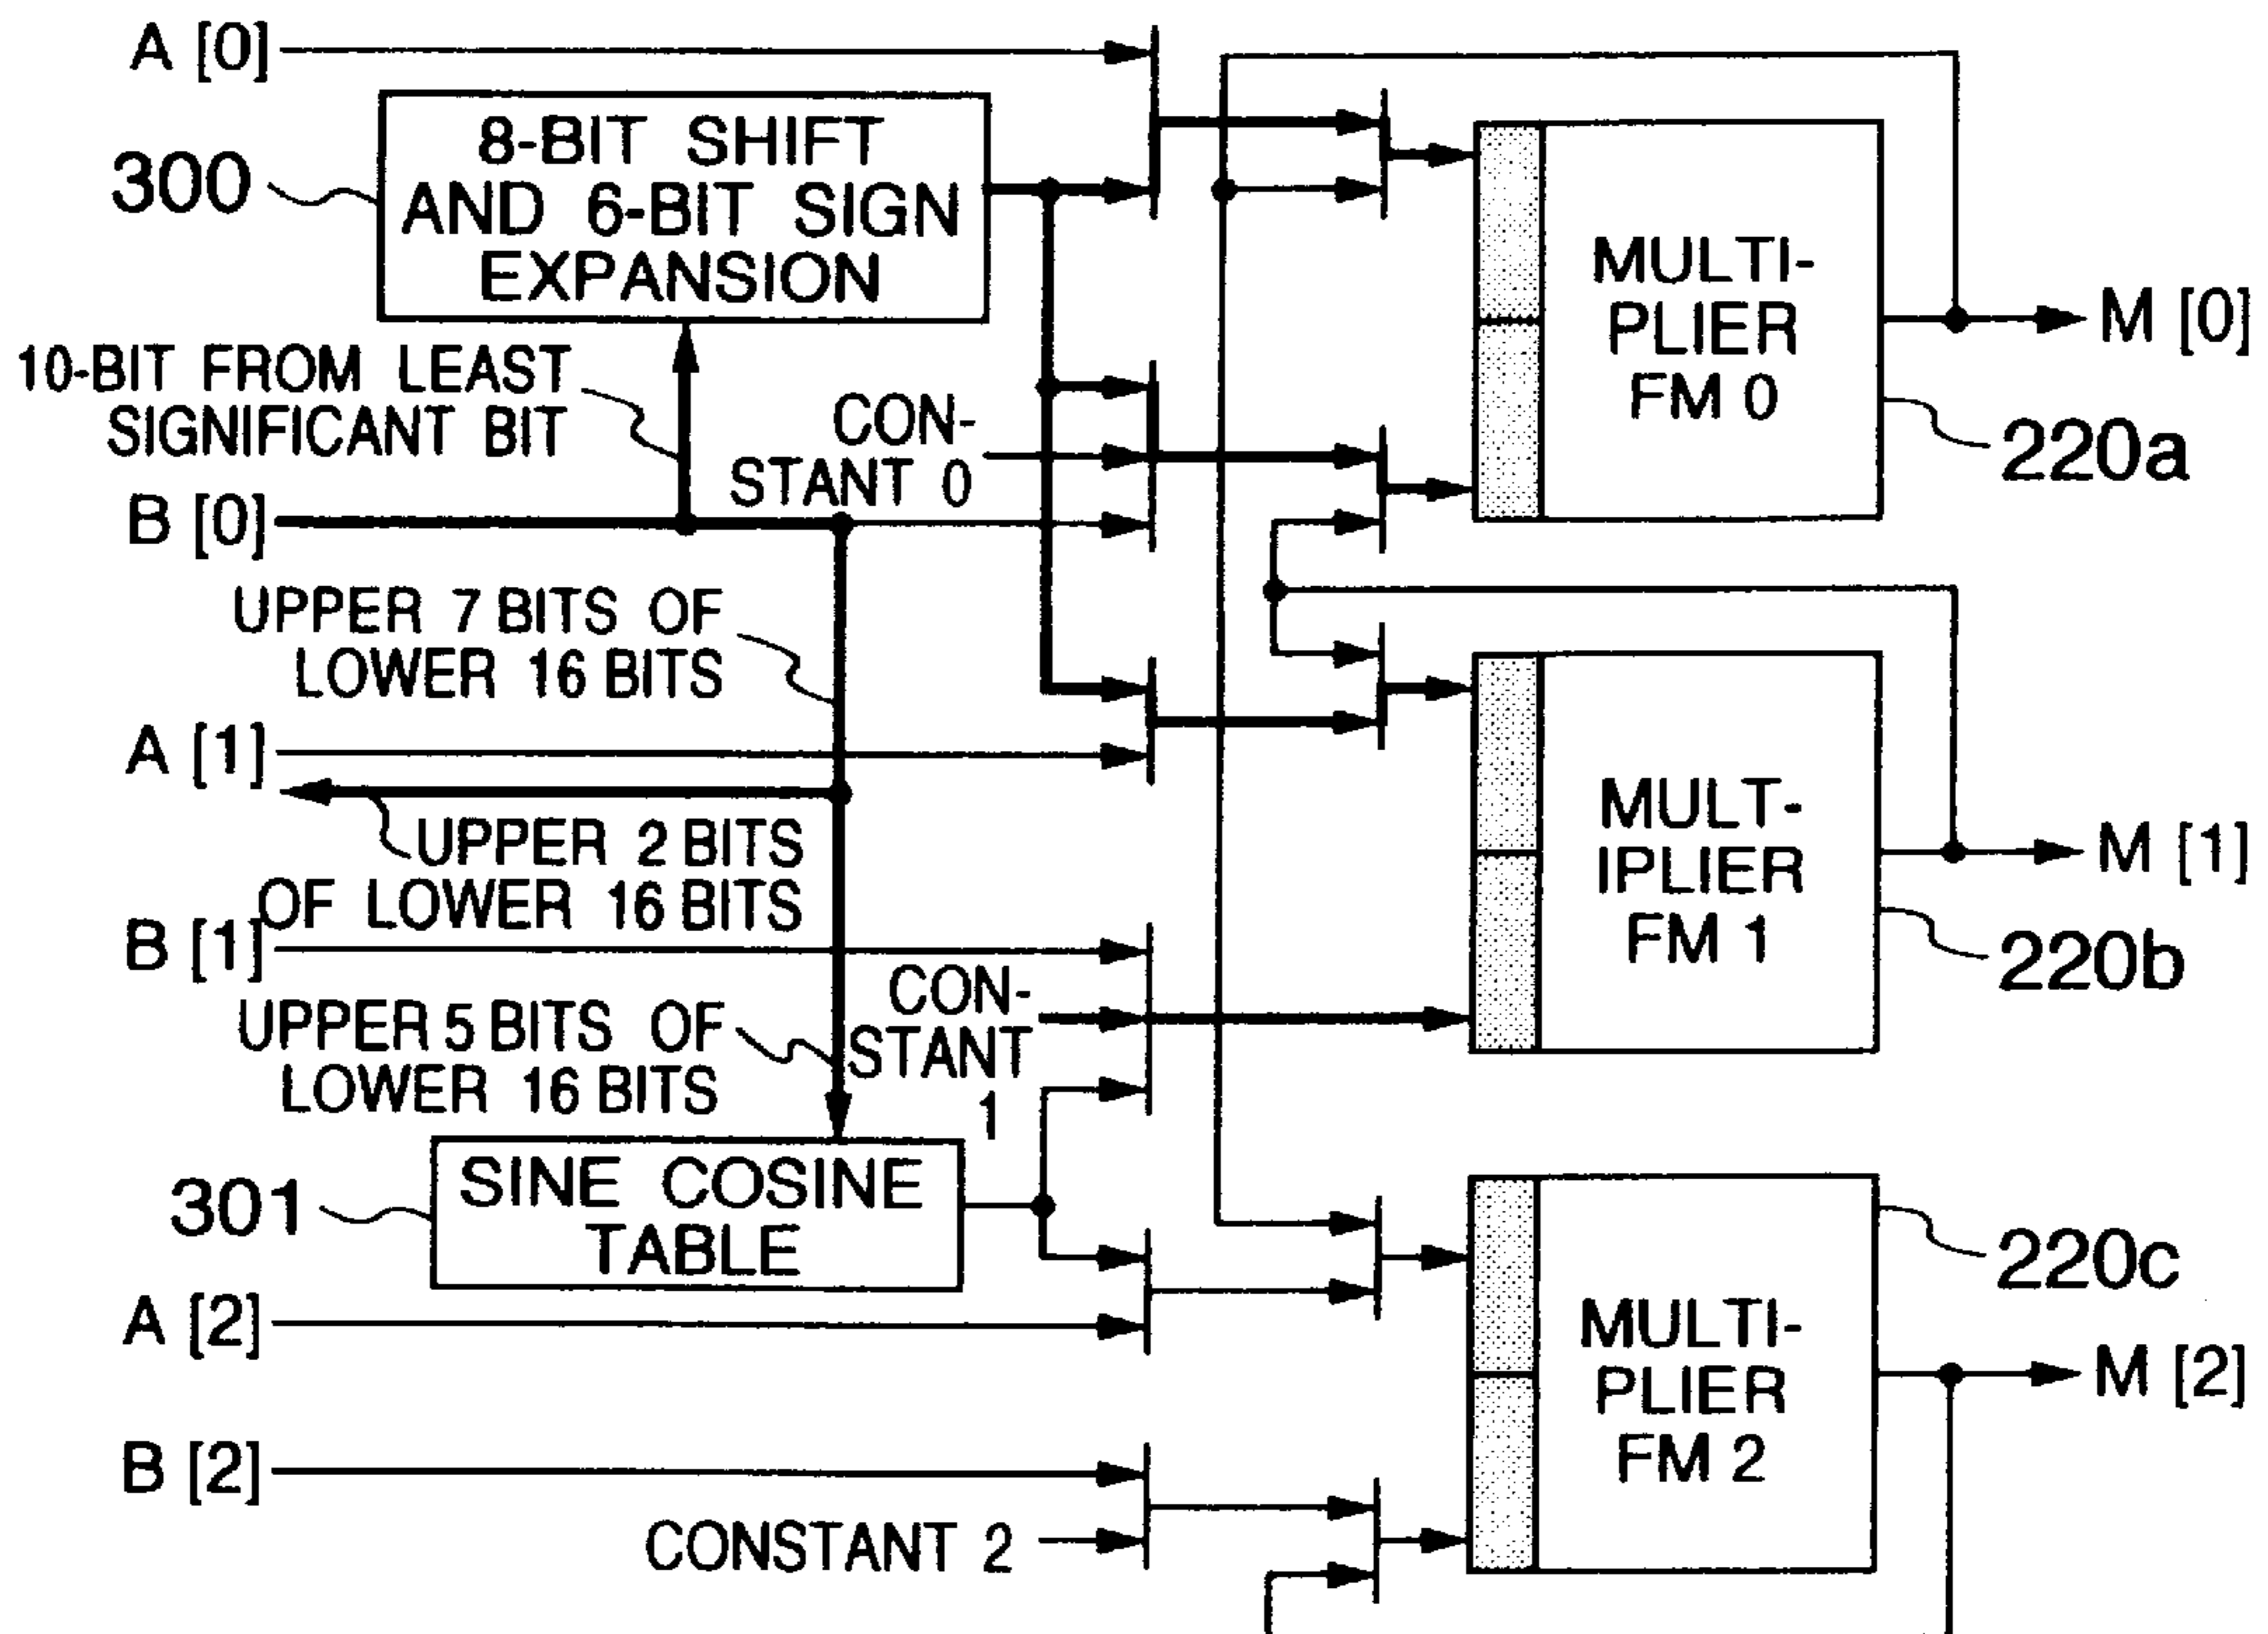 A [0]
8-BIT SHIFT
AND 6-BIT SIGN
EXPANSION
300
MULTI-
PLIER
FM 0
M [0]
220a
10-BIT FROM LEAST
SIGNIFICANT BIT
CON-
STANT 0
B [0]
UPPER 7 BITS OF
LOWER 16 BITS
A [1]
UPPER 2 BITS
OF LOWER 16 BITS
MULT-
IPLIER
FM 1
M [1]
220b
B [1]
CON-
STANT
1
UPPER 5 BITS OF
LOWER 16 BITS
SINE COSINE
TABLE
301
220c
A [2]
MULTI-
PLIER
FM 2
M [2]
B [2]
CONSTANT 2